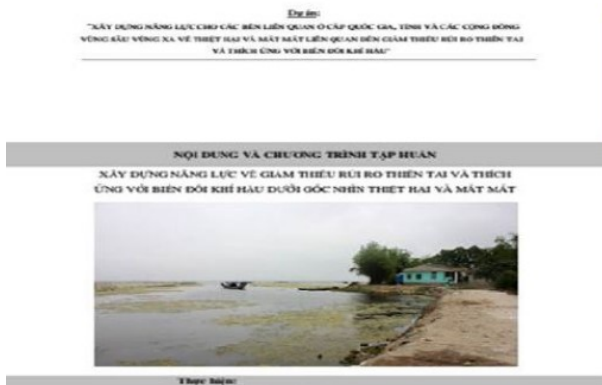 Dự án:
"XÂY DỰNG NĂNG LỰC CHO CÁC BÊN LIÊN QUAN Ở CẤP QUỐC GIA, TỈNH VÀ CÁC CỘNG ĐỒNG
VÙNG SÂU VÙNG XA VỀ THIỆT HẠI VÀ MẤT MÁT LIÊN QUAN ĐẾN GIẢM THIỂU RỦI RO THIÊN TAI
VÀ THÍCH ỨNG VỚI BIẾN ĐỔI KHÍ HẬU"
NỘI DUNG VÀ CHƯƠNG TRÌNH TẬP HUẤN
XÂY DỰNG NĂNG LỰC VỀ GIẢM THIỂU RỦI RO THIÊN TAI VÀ THÍCH
ỨNG VỚI BIẾN ĐỔI KHÍ HẬU DƯỚI GÓC NHÌN THIỆT HẠI VÀ MẤT MÁT
Thực hiện: